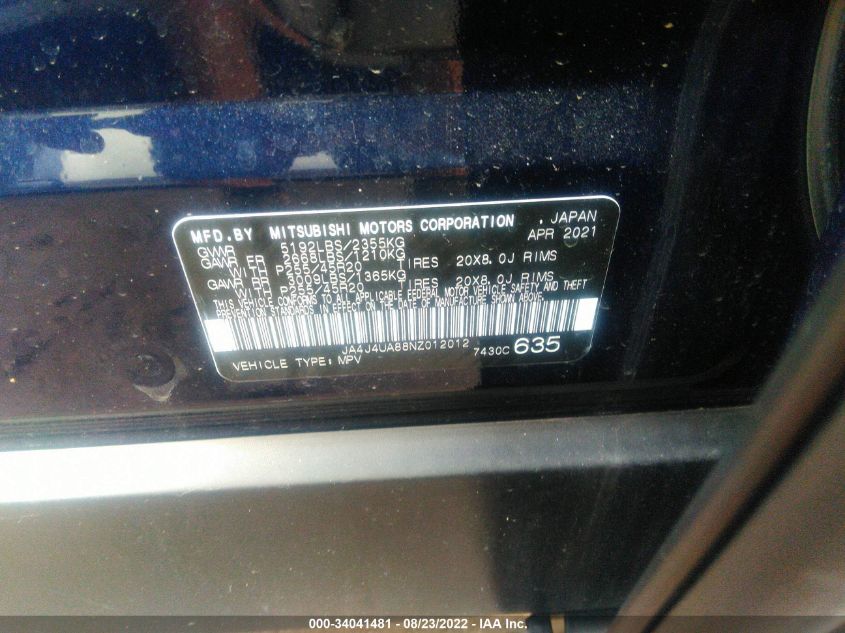 MFD.BY MITSUBISHI MOTORS CORPORATION , JAPAN
GVWR 5192LBS/2355KG APR 2021
GAWR FR 2668LBS/1210KG
WITH P255/45R20 TIRES 20X8.0J RIMS
GAWR RR 3009LBS/1365KG
WITH P255/45R20 TIRES 20X8.0J RIMS
THIS VEHICLE CONFORMS TO ALL APPLICABLE FEDERAL MOTOR VEHICLE SAFETY, AND THEFT
PREVENTION STANDARDS IN EFFECT ON THE DATE OF MANUFACTURE SHOWN ABOVE.
JA4J4UA88NZ012012 7430C 635
VEHICLE TYPE: MPV
000-34041481 - 08/23/2022 - IAA Inc.